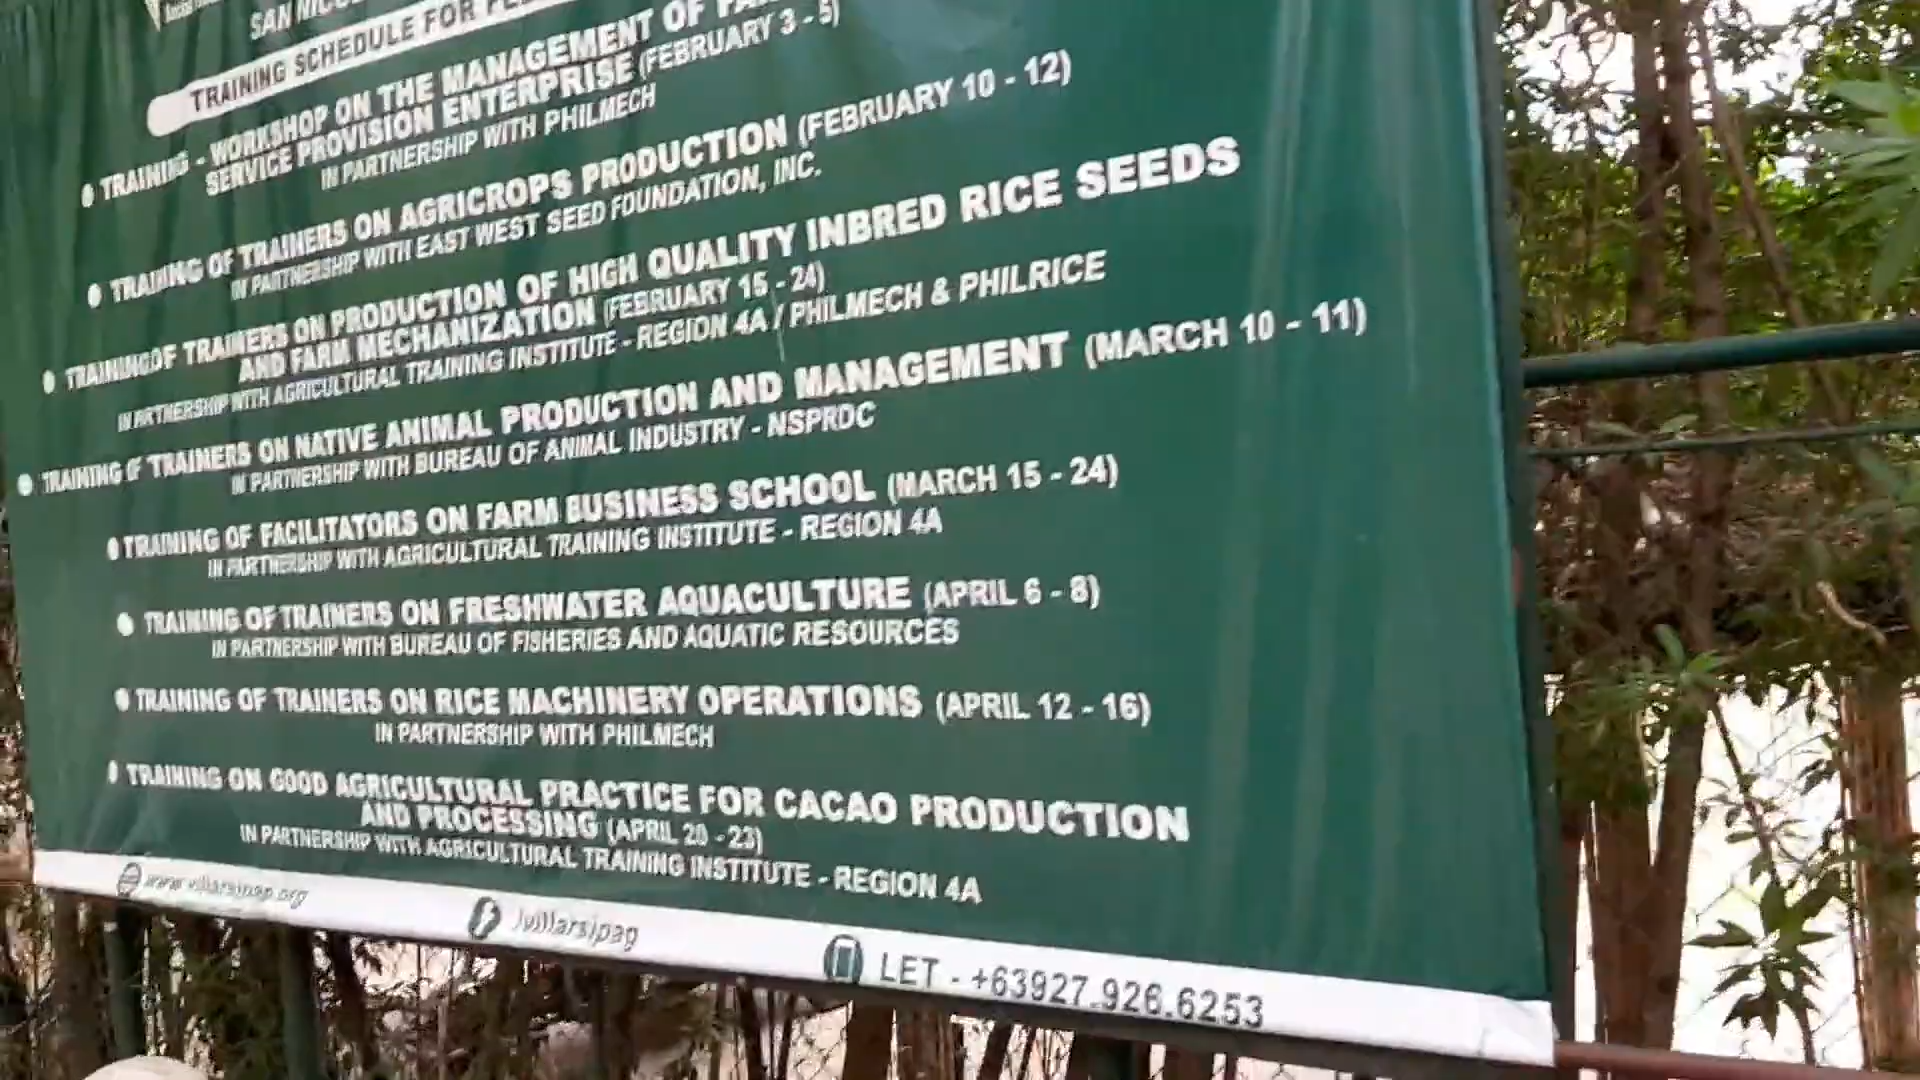 SAN
TRAINING SCHEDULE FOR
TRAINING - WORKSHOP ON THE MANAGEMENT OF
SERVICE PROVISION ENTERPRISE (FEBRUARY 3 - 5)
IN PARTNERSHIP WITH PHILMECH
TRAINING OF TRAINERS ON AGRICROPS PRODUCTION (FEBRUARY 10 - 12)
IN PARTNERSHIP WITH EAST WEST SEED FOUNDATION, INC.
TRAINING OF TRAINERS ON PRODUCTION OF HIGH QUALITY INBRED RICE SEEDS
AND FARM MECHANIZATION (FEBRUARY 15 - 24)
IN PARTNERSHIP WITH AGRICULTURAL TRAINING INSTITUTE - REGION 4A / PHILMECH & PHILRICE
TRAINING OF TRAINERS ON NATIVE ANIMAL PRODUCTION AND MANAGEMENT (MARCH 10 - 11)
IN PARTNERSHIP WITH BUREAU OF ANIMAL INDUSTRY - NSPRDC
TRAINING OF FACILITATORS ON FARM BUSINESS SCHOOL (MARCH 15 - 24)
IN PARTNERSHIP WITH AGRICULTURAL TRAINING INSTITUTE - REGION 4A
TRAINING OF TRAINERS ON FRESHWATER AQUACULTURE (APRIL 6 - 8)
IN PARTNERSHIP WITH BUREAU OF FISHERIES AND AQUATIC RESOURCES
TRAINING OF TRAINERS ON RICE MACHINERY OPERATIONS (APRIL 12 - 16)
IN PARTNERSHIP WITH PHILMECH
TRAINING ON GOOD AGRICULTURAL PRACTICE FOR CACAO PRODUCTION
AND PROCESSING (APRIL 20 - 23)
IN PARTNERSHIP WITH AGRICULTURAL TRAINING INSTITUTE - REGION 4A
www.villarsipag.org
/villarsipag
LET - +63927.926.6253